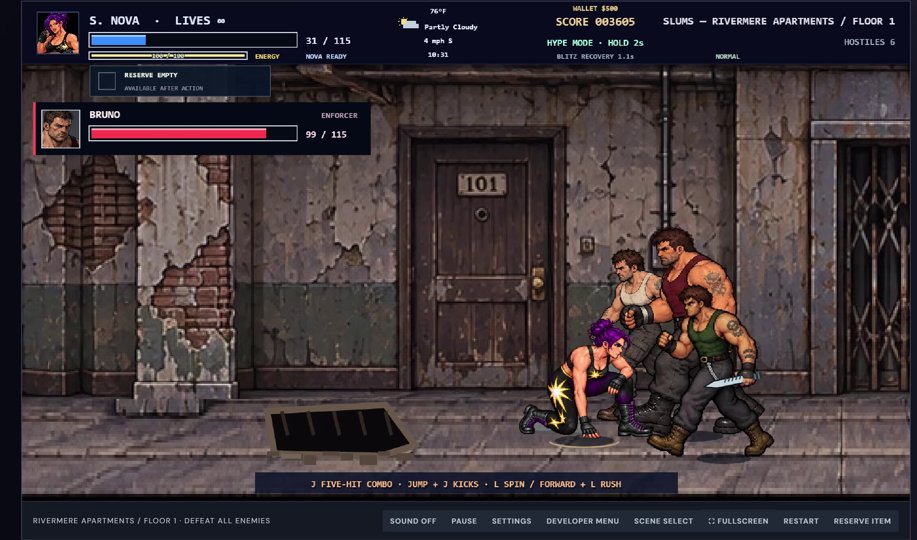 S. NOVA · LIVES ∞
31 / 115
100 / 100
ENERGY
NOVA READY
RESERVE EMPTY
AVAILABLE AFTER ACTION
BRUNO
ENFORCER
99 / 115
76°F
Partly Cloudy
4 mph S
10:31
WALLET $500
SCORE 003605
HYPE MODE · HOLD 2s
BLITZ RECOVERY 1.1s
NORMAL
SLUMS — RIVERMERE APARTMENTS / FLOOR 1
HOSTILES 6
101
J FIVE-HIT COMBO · JUMP + J KICKS · L SPIN / FORWARD + L RUSH
RIVERMERE APARTMENTS / FLOOR 1 · DEFEAT ALL ENEMIES
SOUND OFF
PAUSE
SETTINGS
DEVELOPER MENU
SCENE SELECT
FULLSCREEN
RESTART
RESERVE ITEM